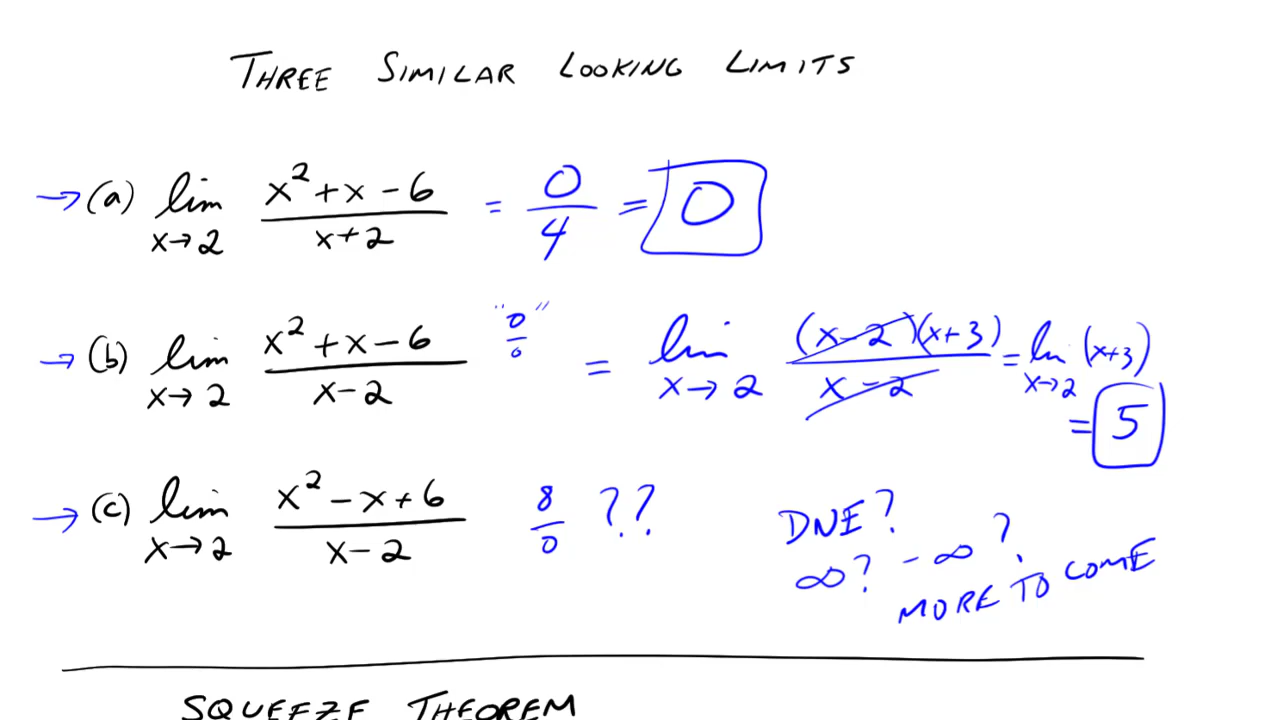 THREE SIMILAR LOOKING LIMITS
→ (a) lim x→2 (x² + x - 6)/(x + 2) = 0/4 = 0
→ (b) lim x→2 (x² + x - 6)/(x - 2) "0/0" = lim x→2 (x - 2)(x + 3)/(x - 2) = lim x→2 (x + 3)
= 5
→ (c) lim x→2 (x² - x + 6)/(x - 2) 8/0 ?? DNE?
∞? -∞?
MORE TO COME
SQUEEZE THEOREM